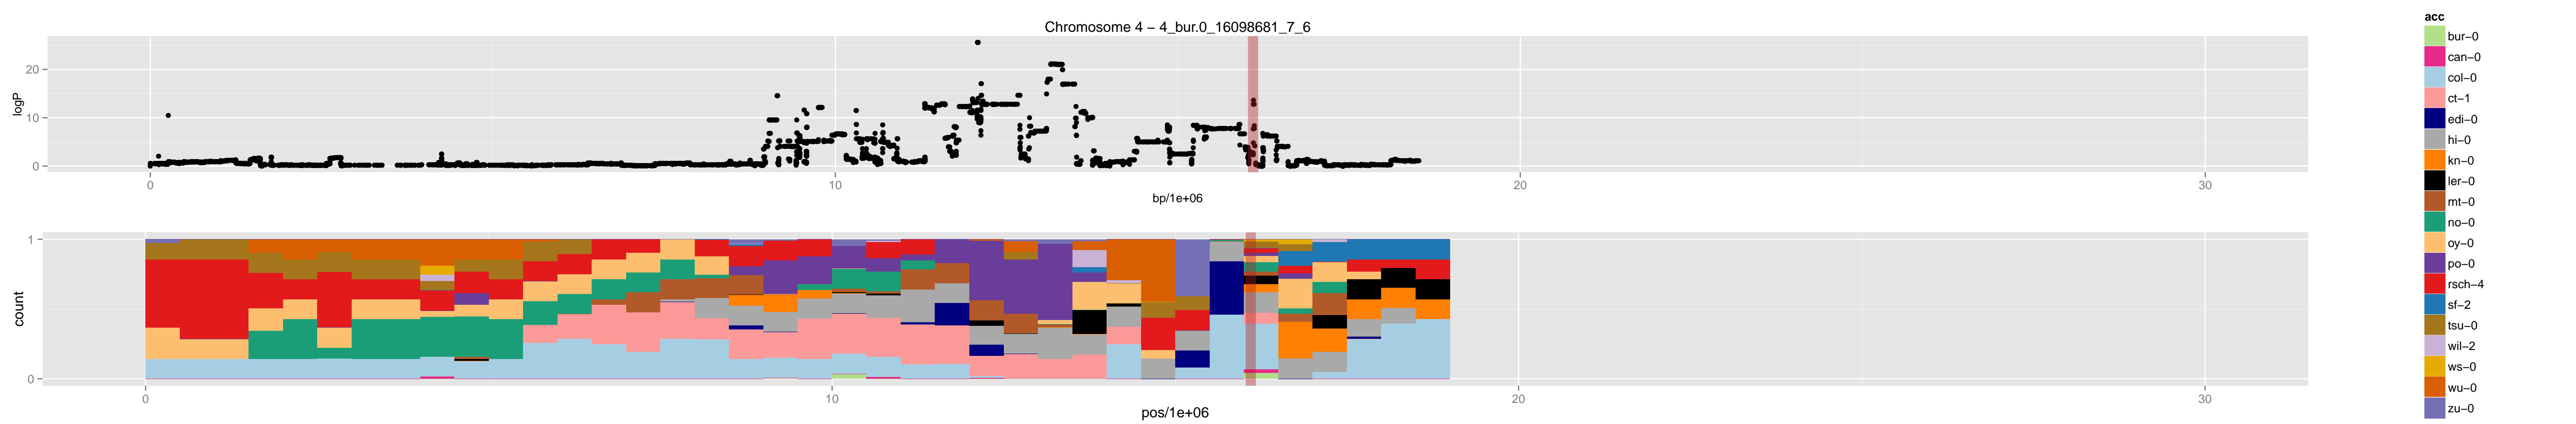 Chromosome 4 − 4_bur.0_16098681_7_6
logP
20
10
0
0
10
20
30
bp/1e+06
count
1
0
0
10
20
30
pos/1e+06
acc
bur−0
can−0
col−0
ct−1
edi−0
hi−0
kn−0
ler−0
mt−0
no−0
oy−0
po−0
rsch−4
sf−2
tsu−0
wil−2
ws−0
wu−0
zu−0